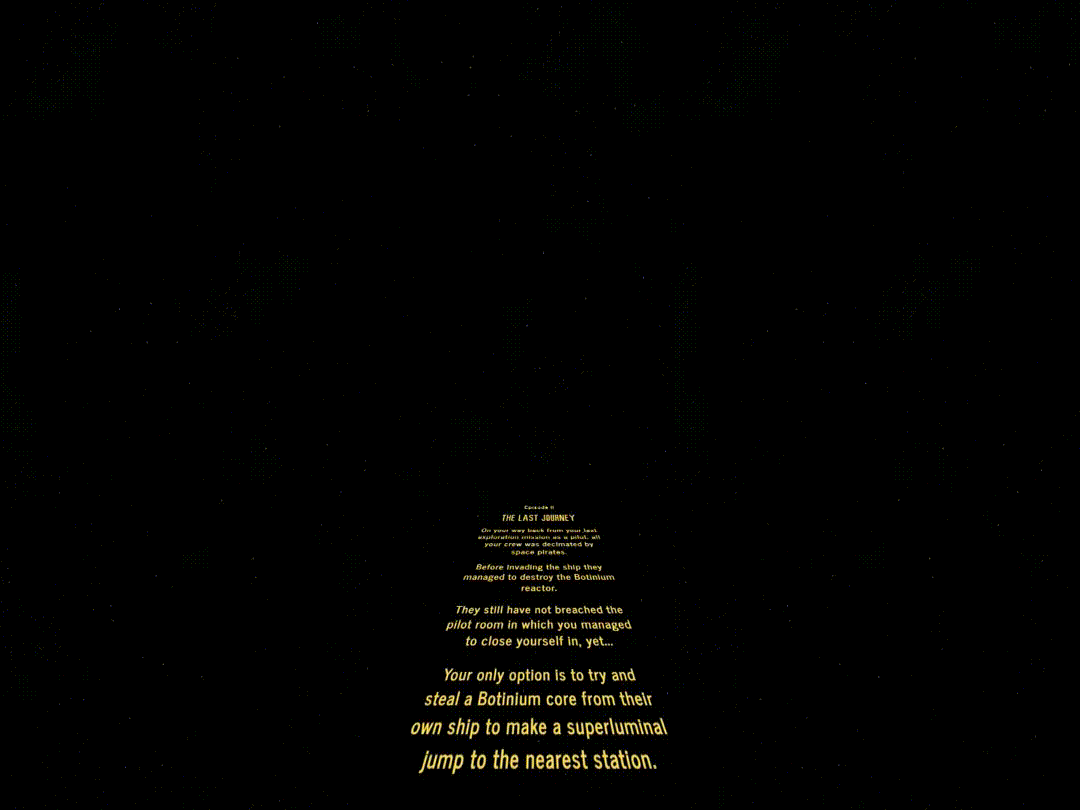 Episode II
THE LAST JOURNEY
On your way back from your last
exploration mission as a pilot, all
your crew was decimated by
space pirates.
Before invading the ship they
managed to destroy the Botinium
reactor.
They still have not breached the
pilot room in which you managed
to close yourself in, yet...
Your only option is to try and
steal a Botinium core from their
own ship to make a superluminal
jump to the nearest station.